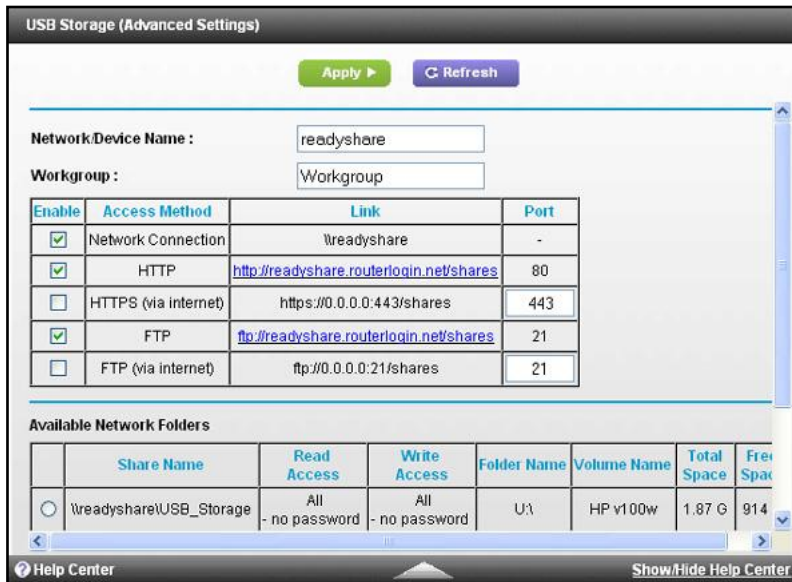 USB Storage (Advanced Settings)
Apply
Refresh
Network/Device Name : readyshare
Workgroup : Workgroup
Enable Access Method Link Port
Network Connection \\readyshare -
HTTP http://readyshare.routerlogin.net/shares 80
HTTPS (via internet) https://0.0.0.0:443/shares 443
FTP ftp://readyshare.routerlogin.net/shares 21
FTP (via internet) ftp://0.0.0.0:21/shares 21
Available Network Folders
Share Name Read Access Write Access Folder Name Volume Name Total Space
\\readyshare\USB_Storage All - no password All - no password U:\ HP v100w 1.87 G 914
Help Center Show/Hide Help Center